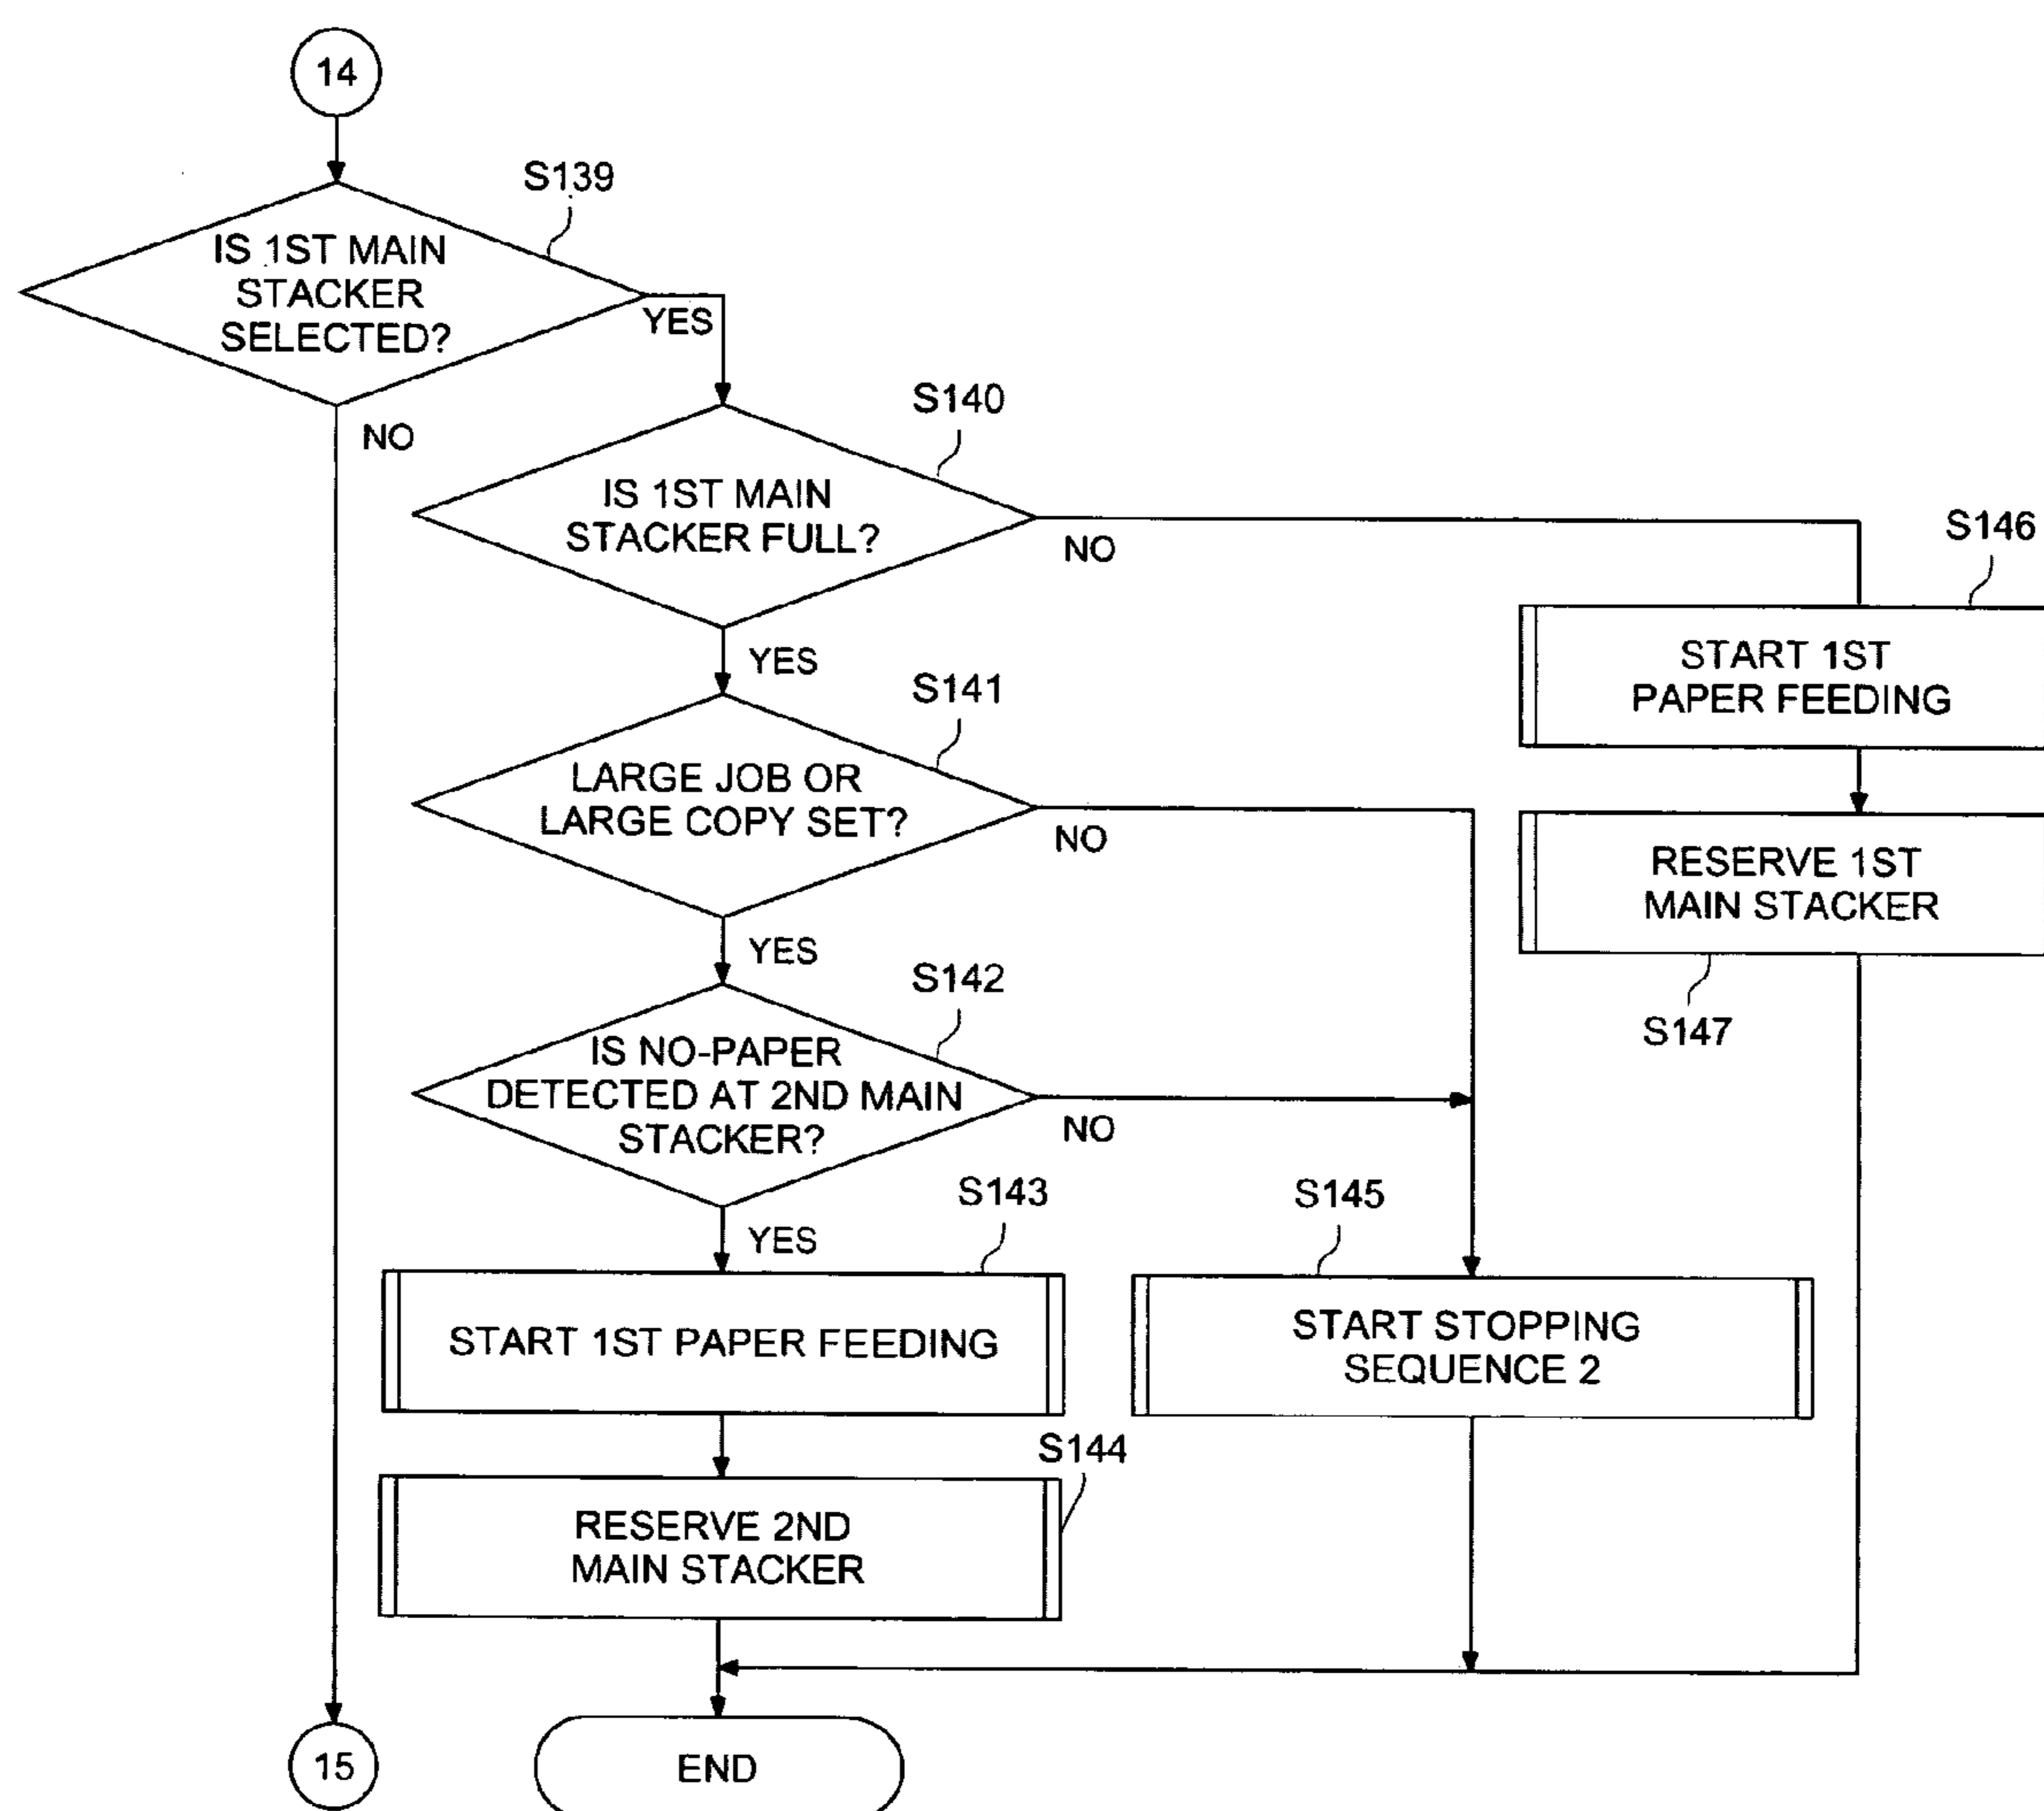 14
S139
IS 1ST MAIN
STACKER
SELECTED?
YES
NO
S140
IS 1ST MAIN
STACKER FULL?
NO
YES
S146
START 1ST
PAPER FEEDING
S141
LARGE JOB OR
LARGE COPY SET?
NO
YES
RESERVE 1ST
MAIN STACKER
S147
S142
IS NO-PAPER
DETECTED AT 2ND MAIN
STACKER?
NO
YES
S143
START 1ST PAPER FEEDING
S145
START STOPPING
SEQUENCE 2
S144
RESERVE 2ND
MAIN STACKER
15
END